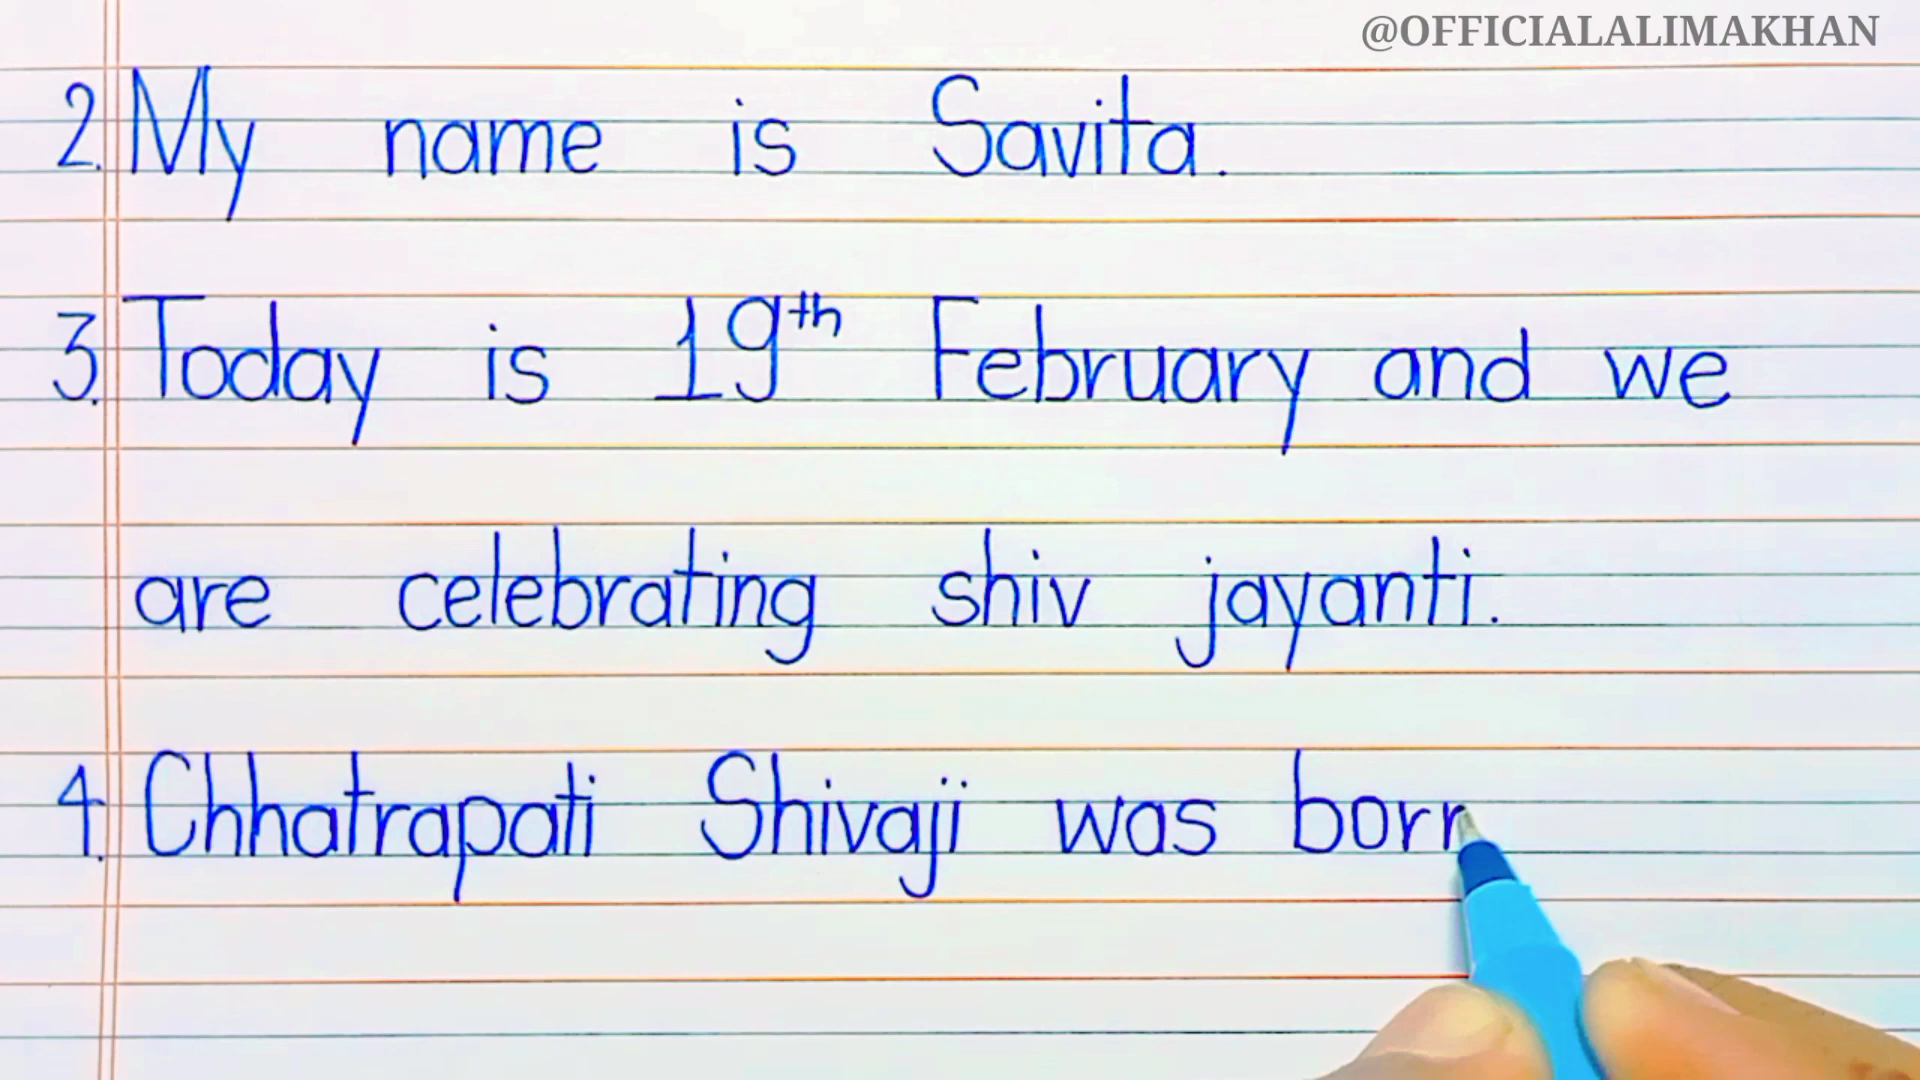 @OFFICIALALIMAKHAN
2. My name is Savita.
3. Today is 19th February and we
are celebrating shiv jayanti.
4. Chhatrapati Shivaji was born